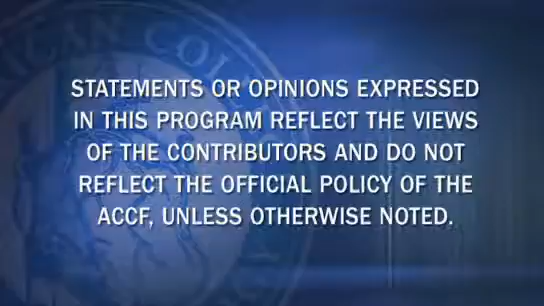 STATEMENTS OR OPINIONS EXPRESSED
IN THIS PROGRAM REFLECT THE VIEWS
OF THE CONTRIBUTORS AND DO NOT
REFLECT THE OFFICIAL POLICY OF THE
ACCF, UNLESS OTHERWISE NOTED.